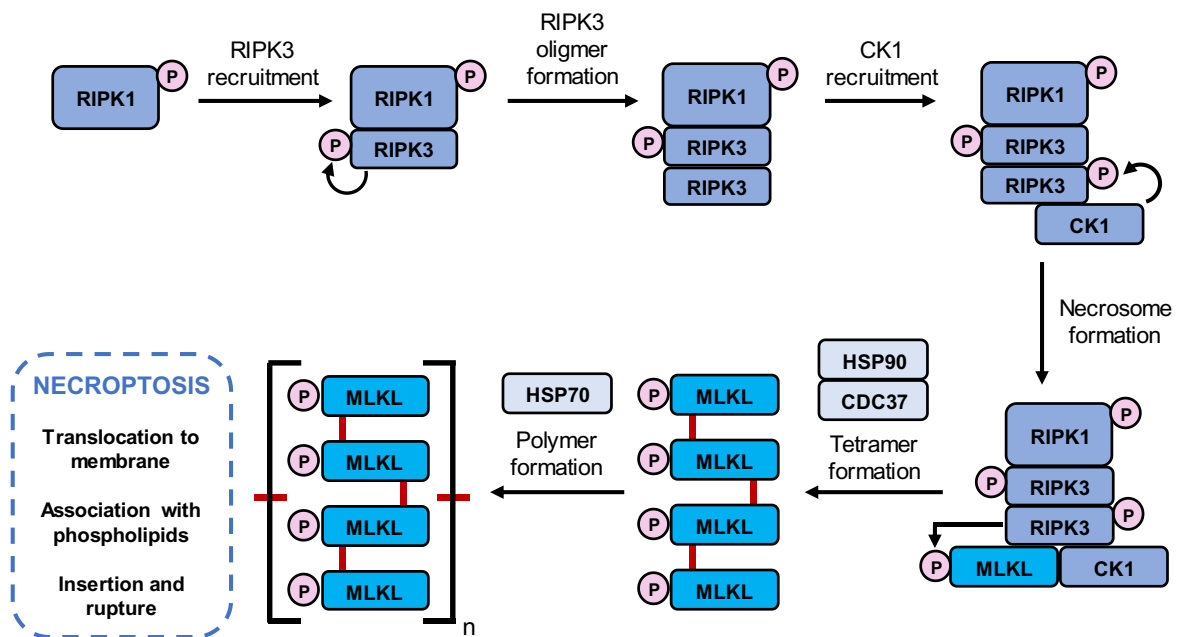 RIPK1
P
RIPK3
recruitment
RIPK1
P
P
RIPK3
RIPK3
oligmer
formation
RIPK1
P
P
RIPK3
RIPK3
CK1
recruitment
RIPK1
P
P
RIPK3
RIPK3
P
CK1
Necrosome
formation
RIPK1
P
P
RIPK3
RIPK3
P
P
MLKL
CK1
HSP90
CDC37
Tetramer
formation
P
MLKL
P
MLKL
P
MLKL
P
MLKL
HSP70
Polymer
formation
P
MLKL
P
MLKL
P
MLKL
P
MLKL
n
NECROPTOSIS
Translocation to
membrane
Association with
phospholipids
Insertion and
rupture